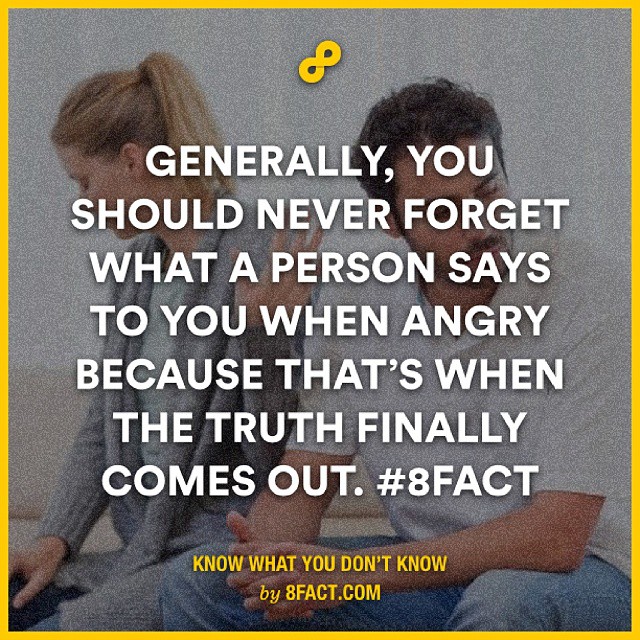 GENERALLY, YOU
SHOULD NEVER FORGET
WHAT A PERSON SAYS
TO YOU WHEN ANGRY
BECAUSE THAT’S WHEN
THE TRUTH FINALLY
COMES OUT. #8FACT
KNOW WHAT YOU DON’T KNOW
by 8FACT.COM